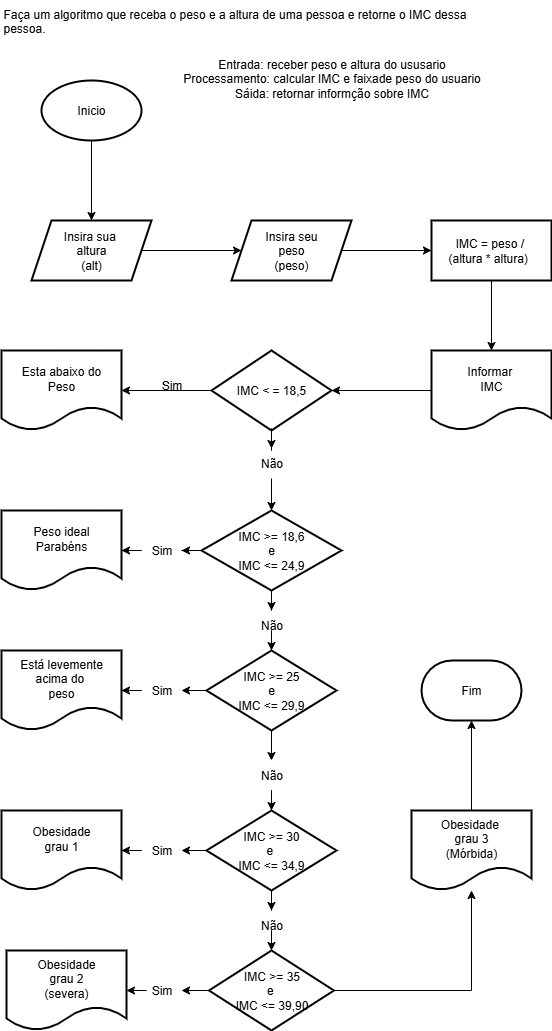 Faça um algoritmo que receba o peso e a altura de uma pessoa e retorne o IMC dessa
pessoa.
Entrada: receber peso e altura do ususario
Processamento: calcular IMC e faixade peso do usuario
Sáida: retornar informção sobre IMC
Inicio
Insira sua
altura
(alt)
Insira seu
peso
(peso)
IMC = peso /
(altura * altura)
Informar
IMC
IMC < = 18,5
Sim
Esta abaixo do
Peso
Não
IMC >= 18,6
e
IMC <= 24,9
Sim
Peso ideal
Parabéns
Não
IMC >= 25
e
IMC <= 29,9
Sim
Está levemente
acima do
peso
Fim
Não
IMC >= 30
e
IMC <= 34,9
Sim
Obesidade
grau 1
Obesidade
grau 3
(Mórbida)
Não
IMC >= 35
e
IMC <= 39,90
Sim
Obesidade
grau 2
(severa)